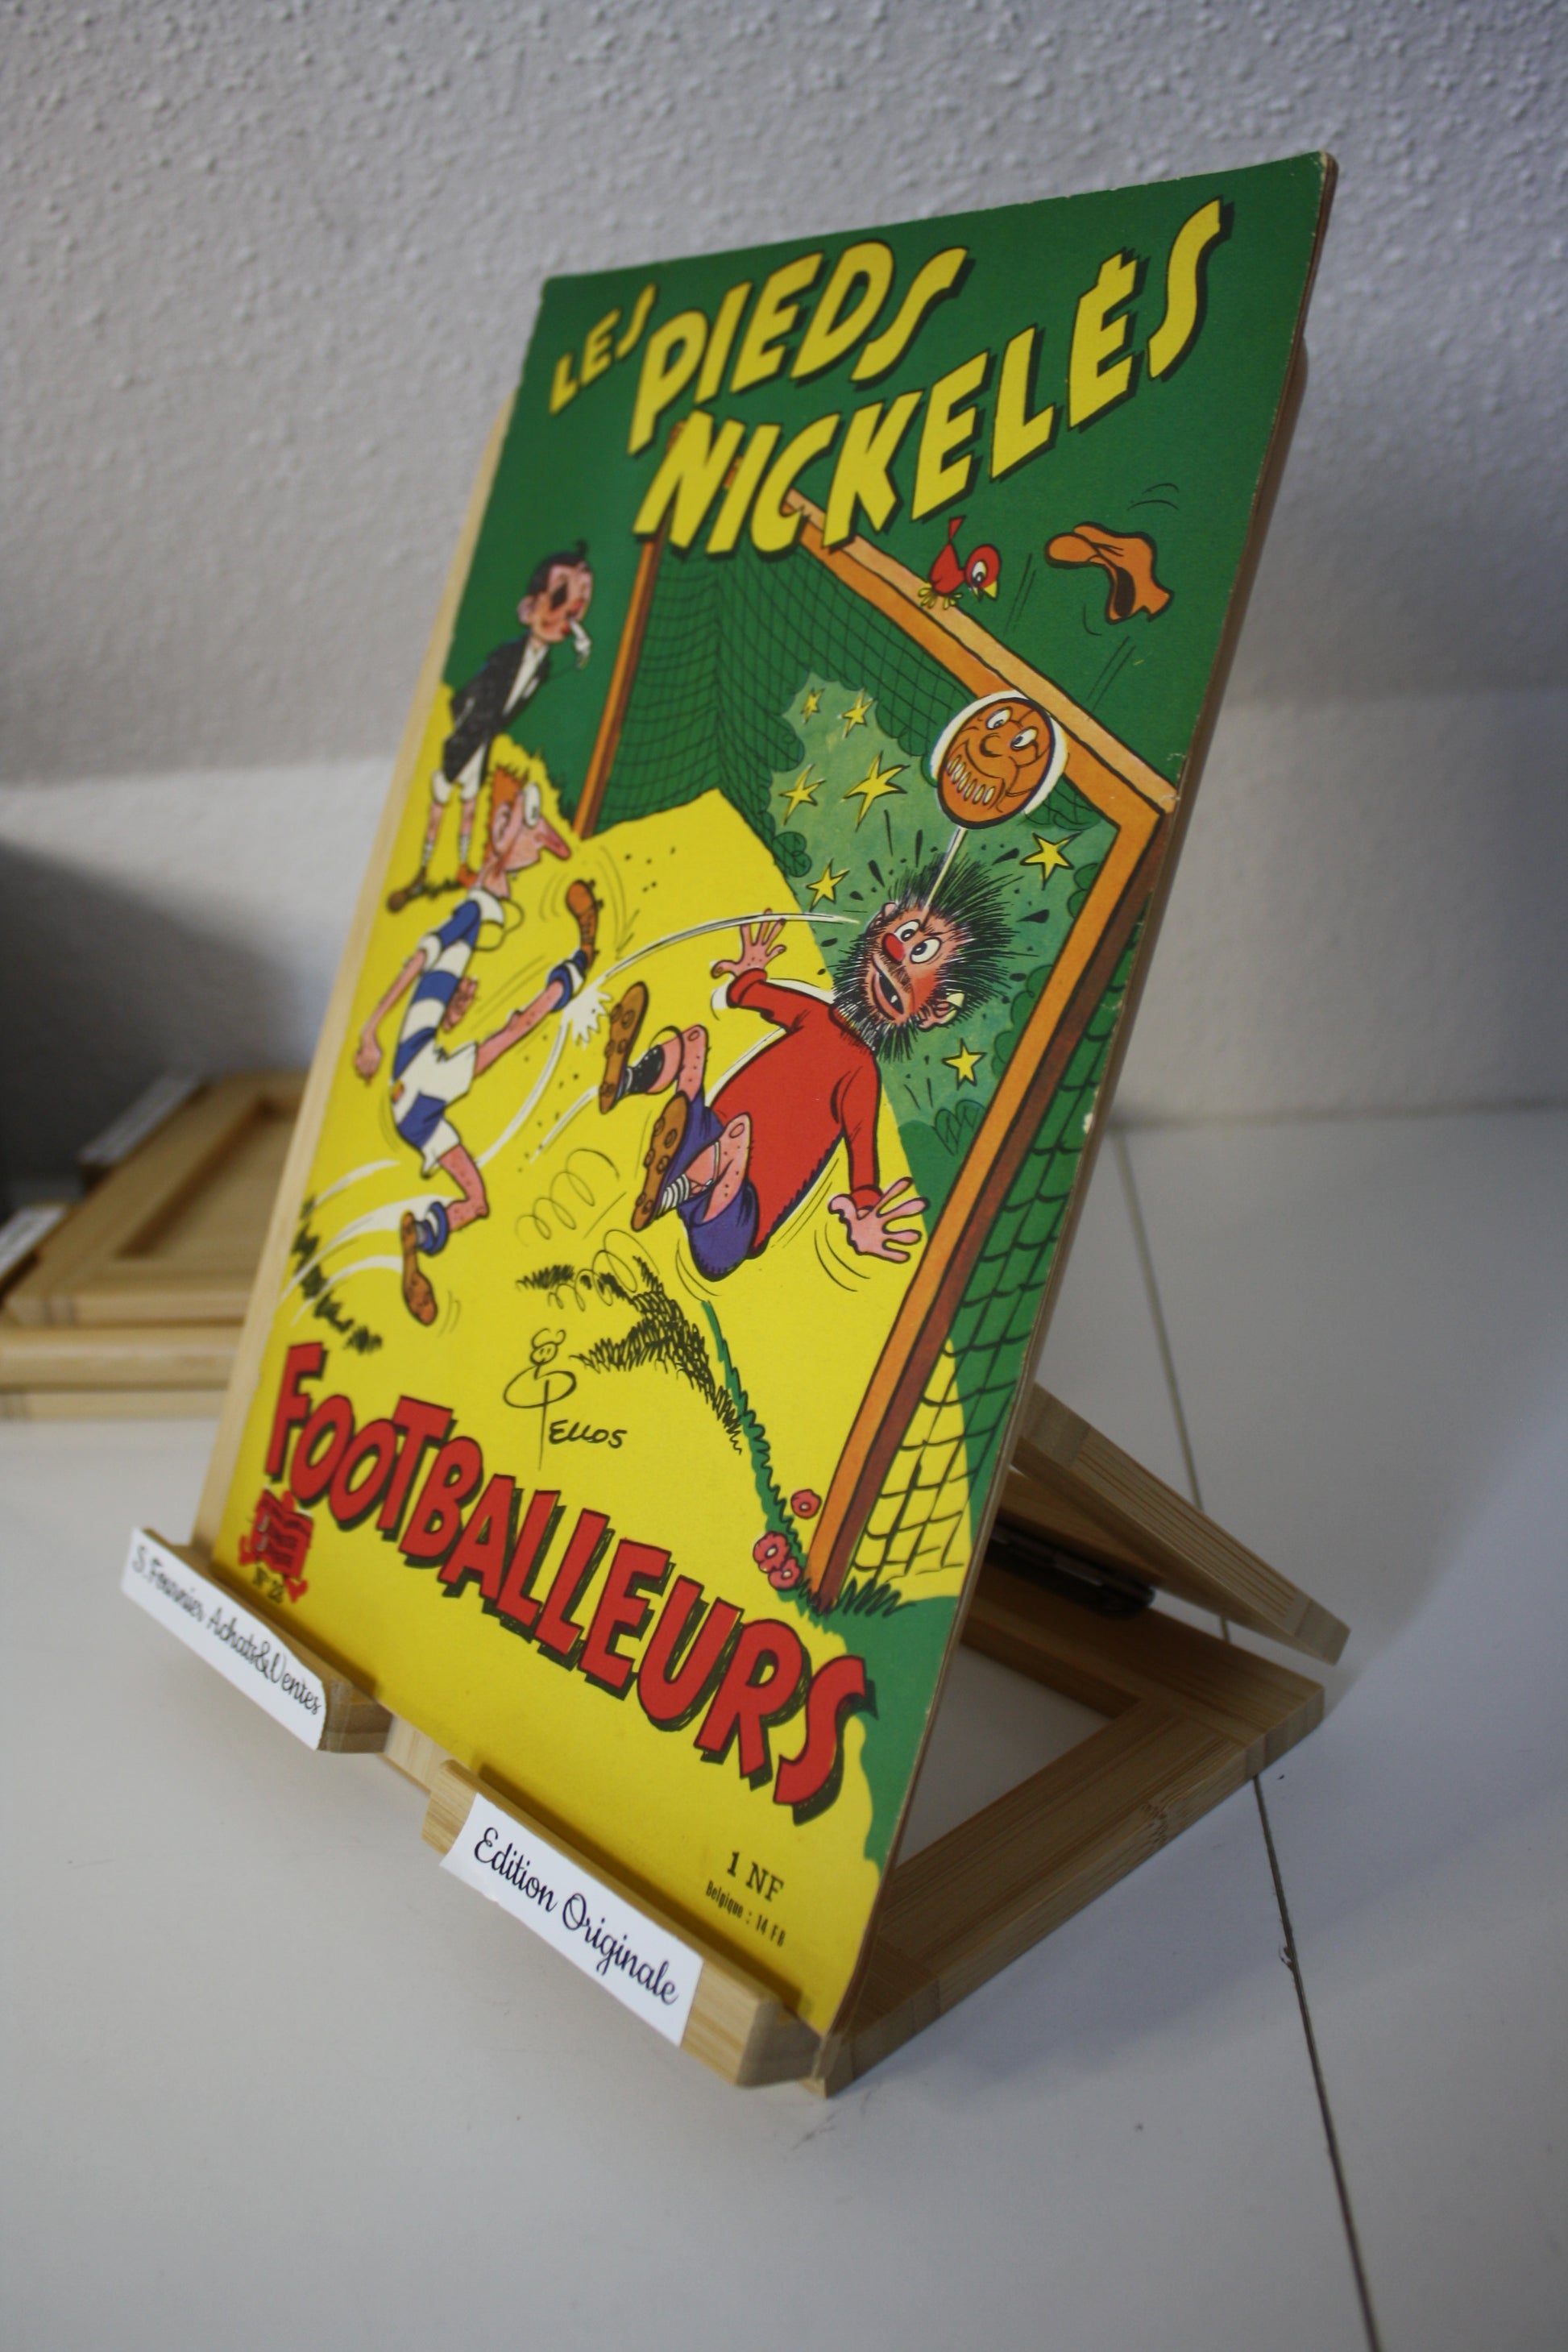 LES PIEDS
NICKELÉS
PELLOS
FOOTBALLEURS
S.Fournier Achats&Ventes
Edition Originale
1 NF
Belgique : 14 FB